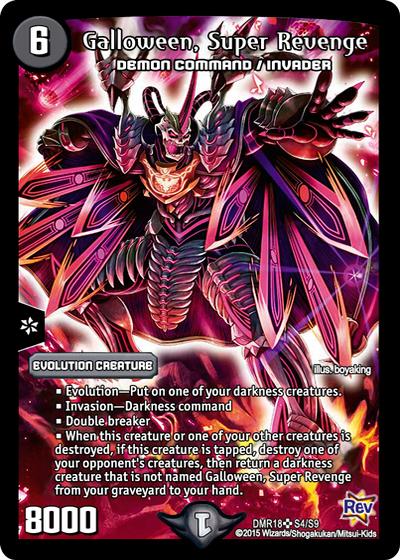 6
Galloween, Super Revenge
DEMON COMMAND / INVADER
illus. boyaking
EVOLUTION CREATURE
■ Evolution—Put on one of your darkness creatures.
■ Invasion—Darkness command
■ Double breaker
■ When this creature or one of your other creatures is
destroyed, if this creature is tapped, destroy one of
your opponent's creatures, then return a darkness
creature that is not named Galloween, Super Revenge
from your graveyard to your hand.
Rev
8000
1
DMR18 S4/S9
©2015 Wizards/Shogakukan/Mitsui-Kids